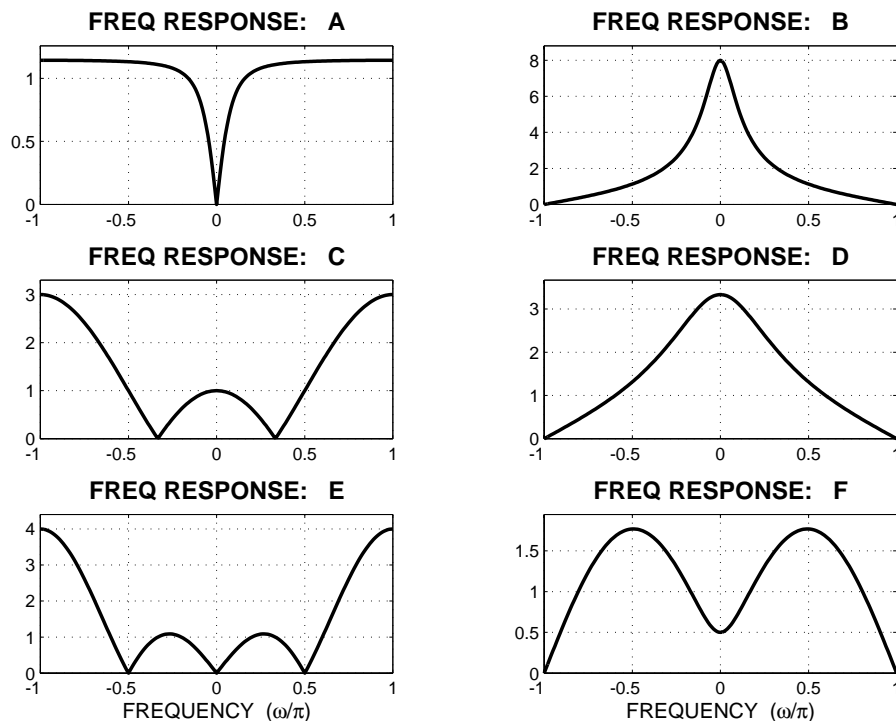 FREQ RESPONSE: A
1
0.5
0
-1 -0.5 0 0.5 1
FREQ RESPONSE: B
8
6
4
2
0
-1 -0.5 0 0.5 1
FREQ RESPONSE: C
3
2
1
0
-1 -0.5 0 0.5 1
FREQ RESPONSE: D
3
2
1
0
-1 -0.5 0 0.5 1
FREQ RESPONSE: E
4
3
2
1
0
-1 -0.5 0 0.5 1
FREQUENCY (ω/π)
FREQ RESPONSE: F
1.5
1
0.5
0
-1 -0.5 0 0.5 1
FREQUENCY (ω/π)